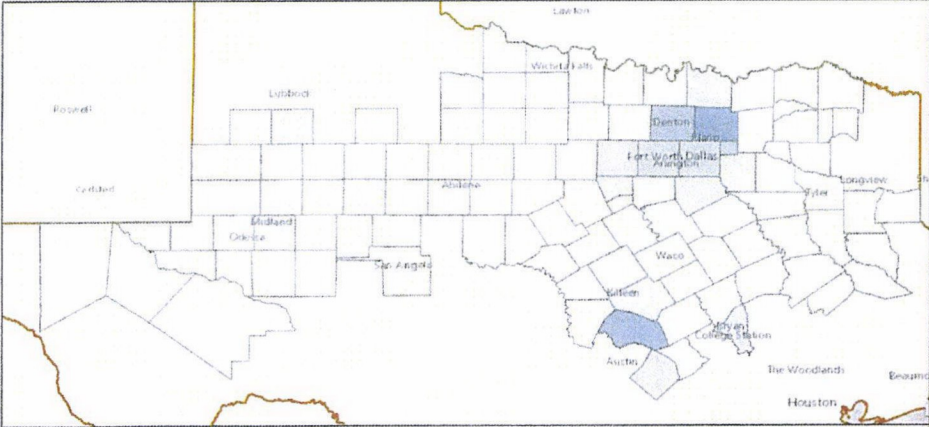 Lawton
Wichita Falls
Roswell
Lubbock
Denton
Plano
Fort Worth
Dallas
Arlington
Carlsbad
Abilene
Longview
Tyler
Midland
Odessa
Waco
San Angelo
Killeen
Bryan
College Station
Austin
The Woodlands
Beaumo
Houston